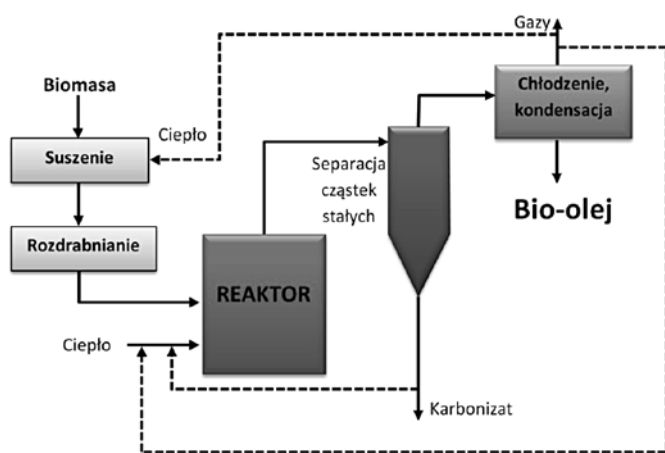 Gazy
Biomasa
Chłodzenie,
kondensacja
Ciepło
Suszenie
Separacja
cząstek
stałych
Bio-olej
Rozdrabnianie
REAKTOR
Ciepło
Karbonizat